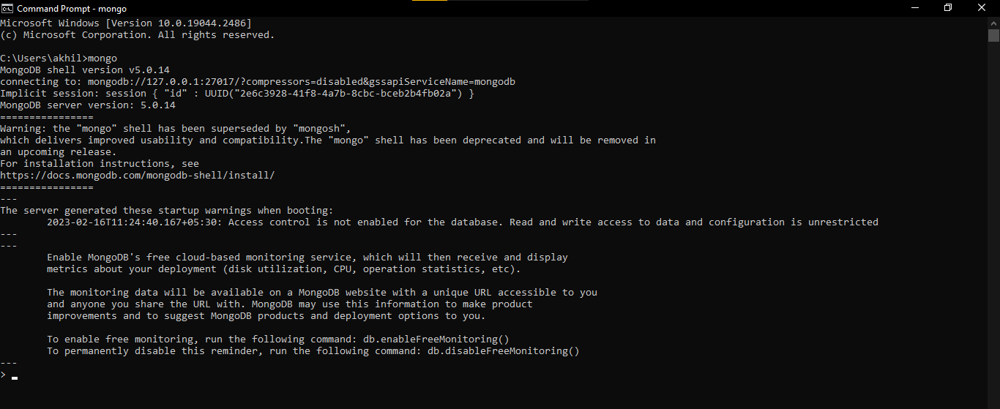 Command Prompt - mongo
Microsoft Windows [Version 10.0.19044.2486]
(c) Microsoft Corporation. All rights reserved.
C:\Users\akhil>mongo
MongoDB shell version v5.0.14
connecting to: mongodb://127.0.0.1:27017/?compressors=disabled&gssapiServiceName=mongodb
Implicit session: session { "id" : UUID("2e6c3928-41f8-4a7b-8cbc-bceb2b4fb02a") }
MongoDB server version: 5.0.14
================
Warning: the "mongo" shell has been superseded by "mongosh",
which delivers improved usability and compatibility.The "mongo" shell has been deprecated and will be removed in
an upcoming release.
For installation instructions, see
https://docs.mongodb.com/mongodb-shell/install/
================
---
The server generated these startup warnings when booting:
        2023-02-16T11:24:40.167+05:30: Access control is not enabled for the database. Read and write access to data and configuration is unrestricted
---
---
        Enable MongoDB's free cloud-based monitoring service, which will then receive and display
        metrics about your deployment (disk utilization, CPU, operation statistics, etc).
        The monitoring data will be available on a MongoDB website with a unique URL accessible to you
        and anyone you share the URL with. MongoDB may use this information to make product
        improvements and to suggest MongoDB products and deployment options to you.
        To enable free monitoring, run the following command: db.enableFreeMonitoring()
        To permanently disable this reminder, run the following command: db.disableFreeMonitoring()
---
>